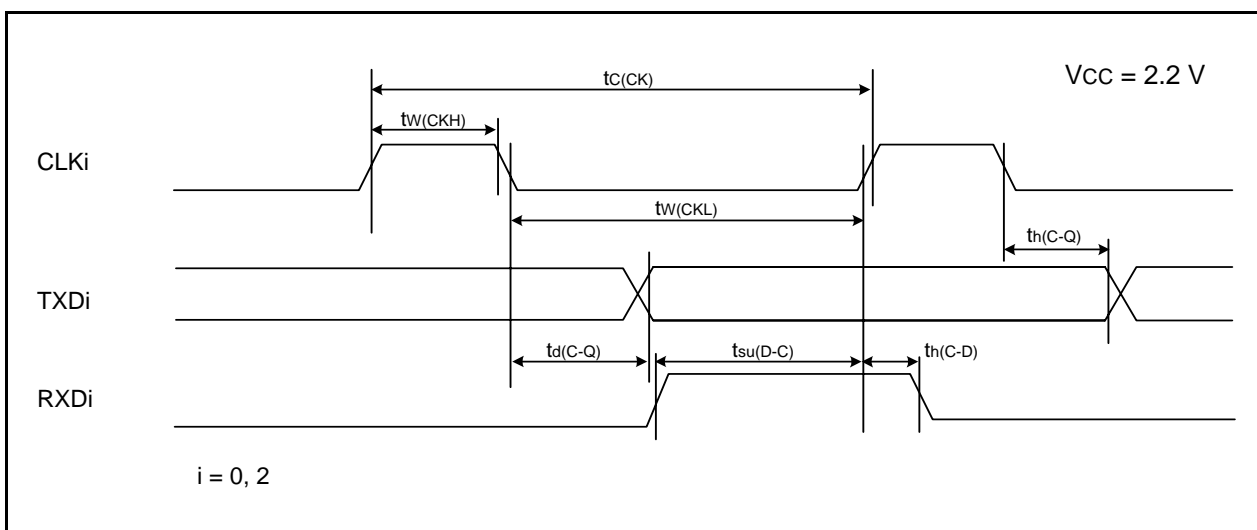 VCC = 2.2 V
tC(CK)
tW(CKH)
CLKi
tW(CKL)
th(C-Q)
TXDi
td(C-Q)
tsu(D-C)
th(C-D)
RXDi
i = 0, 2